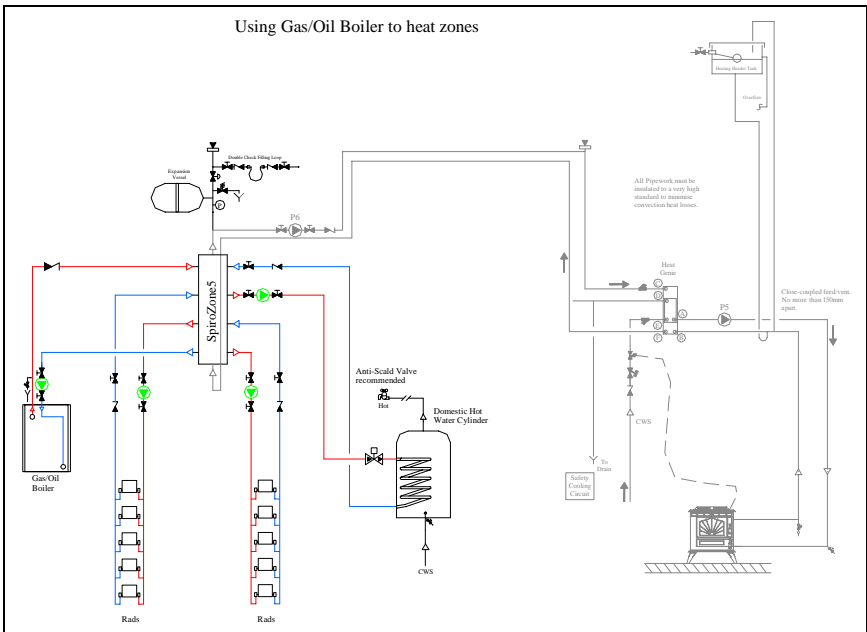 Using Gas/Oil Boiler to heat zones
Heating Header Tank
Overflow
Double Check Filling Loop
Expansion
Vessel
P
P6
All Pipework must be
insulated to a very high
standard to minimise
convection heat losses.
SpiroZone5
Heat
Genie
C
D
A
E
F
B
P5
Close-coupled feed/vent.
No more than 150mm
apart.
Anti-Scald Valve
recommended
Hot
Domestic Hot
Water Cylinder
CWS
Gas/Oil
Boiler
To
Drain
Safety
Cooling
Circuit
CWS
Rads
Rads